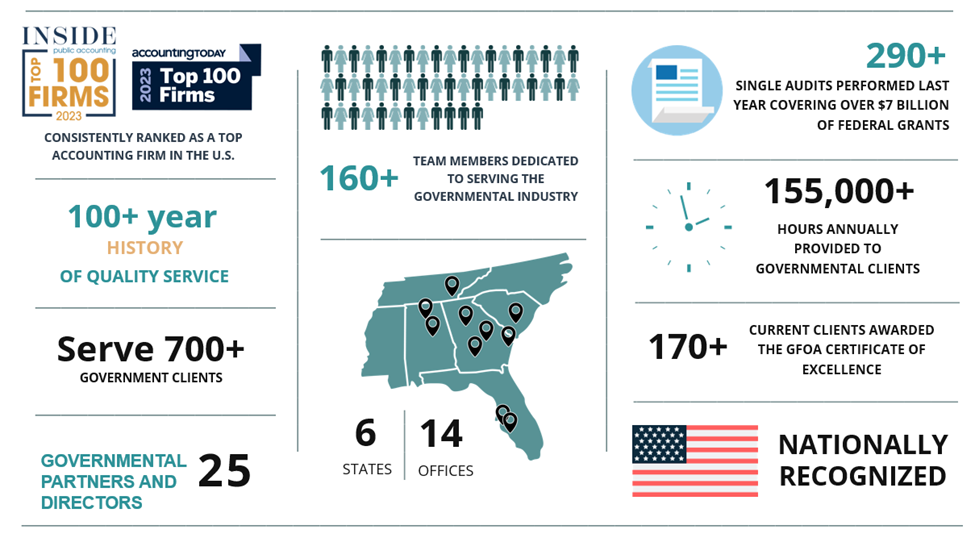 INSIDE
public accounting
TOP
100
FIRMS
2023
accountingTODAY
2023
Top 100
Firms
CONSISTENTLY RANKED AS A TOP
ACCOUNTING FIRM IN THE U.S.
100+ year
HISTORY
OF QUALITY SERVICE
Serve 700+
GOVERNMENT CLIENTS
GOVERNMENTAL
PARTNERS AND
DIRECTORS
25
160+
TEAM MEMBERS DEDICATED
TO SERVING THE
GOVERNMENTAL INDUSTRY
6
STATES
14
OFFICES
290+
SINGLE AUDITS PERFORMED LAST
YEAR COVERING OVER $7 BILLION
OF FEDERAL GRANTS
155,000+
HOURS ANNUALLY
PROVIDED TO
GOVERNMENTAL CLIENTS
170+
CURRENT CLIENTS AWARDED
THE GFOA CERTIFICATE OF
EXCELLENCE
NATIONALLY
RECOGNIZED